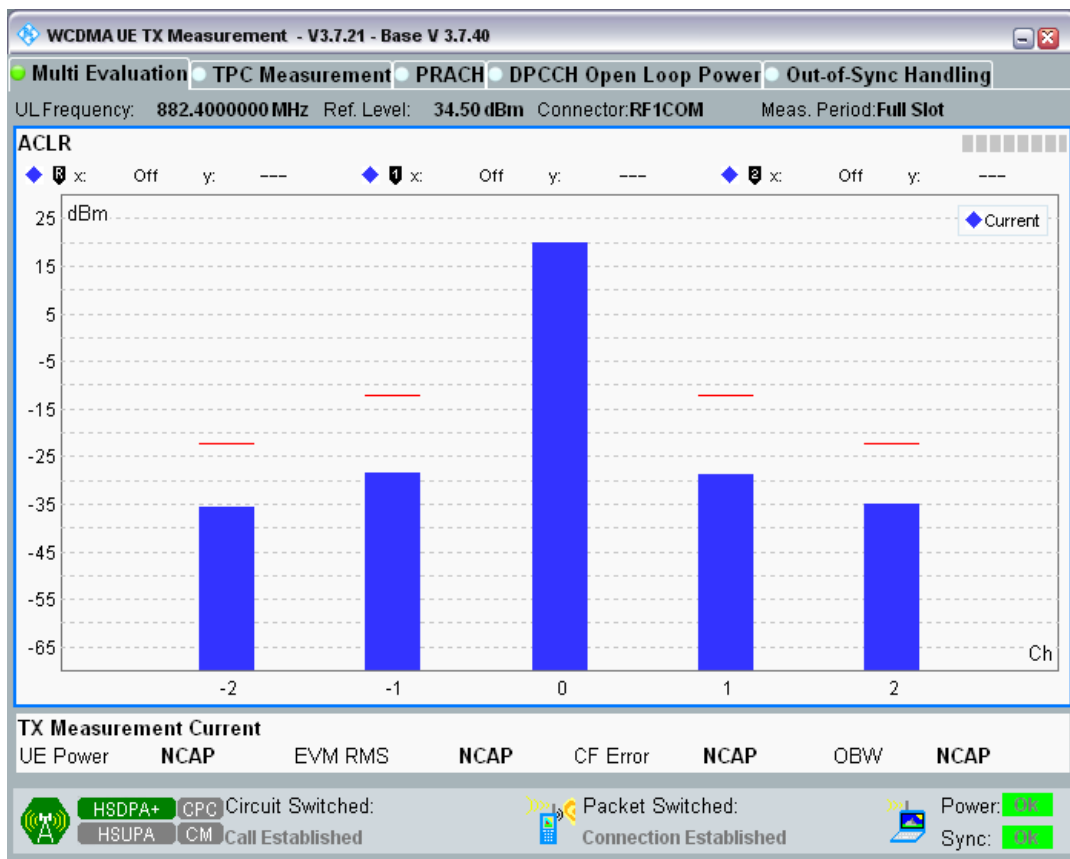 WCDMA UE TX Measurement - V3.7.21 - Base V 3.7.40
Multi Evaluation TPC Measurement PRACH DPCCH Open Loop Power Out-of-Sync Handling
UL Frequency: 882.4000000 MHz Ref. Level: 34.50 dBm Connector:RF1COM Meas. Period:Full Slot
ACLR
R x: Off y: --- 1 x: Off y: --- 2 x: Off y: ---
25 dBm Current
15
5
-5
-15
-25
-35
-45
-55
-65 Ch
-2 -1 0 1 2
TX Measurement Current
UE Power NCAP EVM RMS NCAP CF Error NCAP OBW NCAP
HSDPA+ CPC Circuit Switched: Packet Switched: Power: OK
HSUPA CM Call Established Connection Established Sync: OK